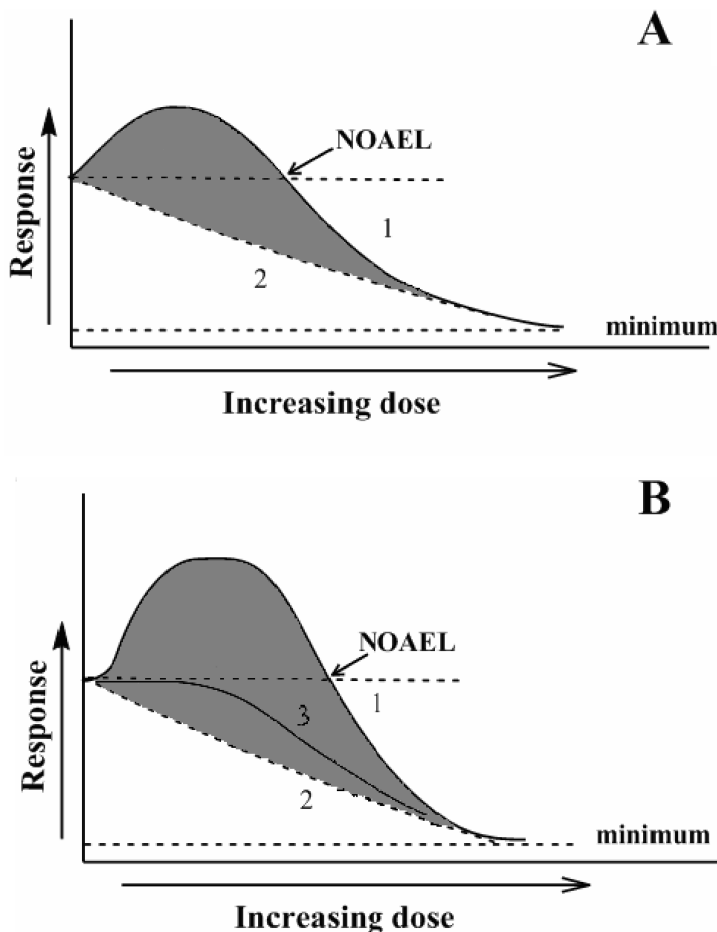 A
NOAEL
Response
1
2
minimum
Increasing dose
B
NOAEL
Response
1
3
2
minimum
Increasing dose